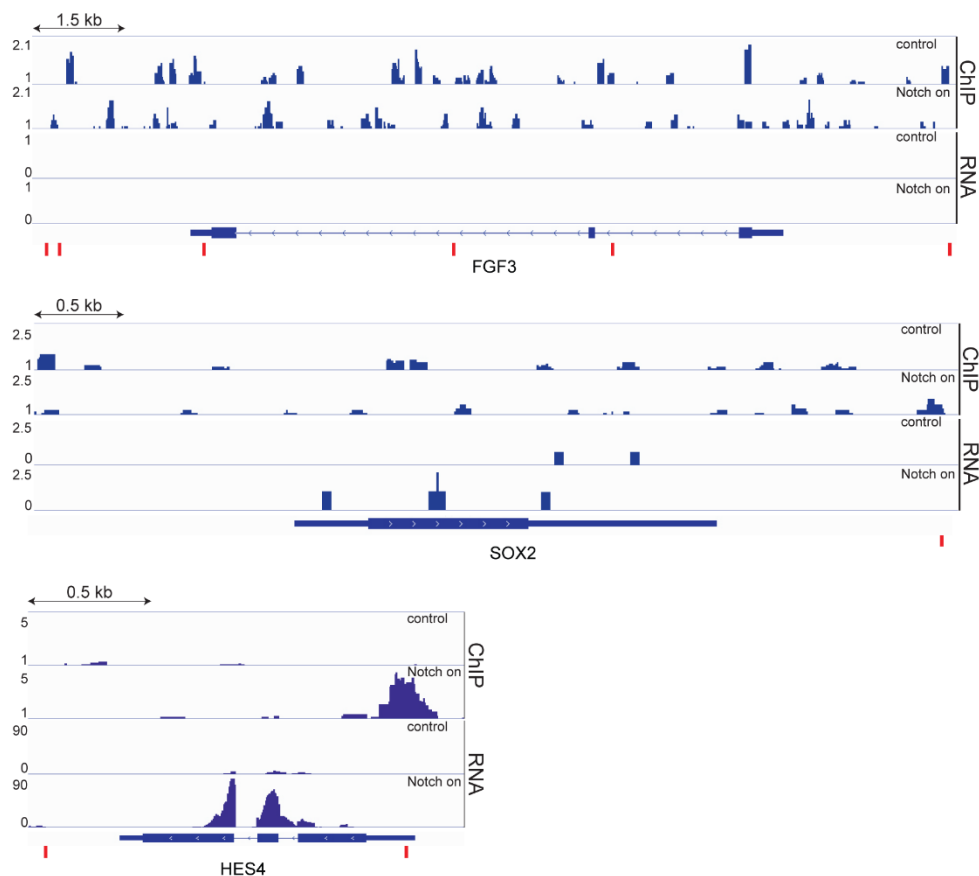 1.5 kb
2.1
control
1
2.1
Notch on
1
ChIP
1
control
0
1
Notch on
0
RNA
FGF3
0.5 kb
2.5
control
1
2.5
Notch on
1
ChIP
2.5
control
0
2.5
Notch on
0
RNA
SOX2
0.5 kb
5
control
1
5
Notch on
1
ChIP
90
control
0
90
Notch on
0
RNA
HES4